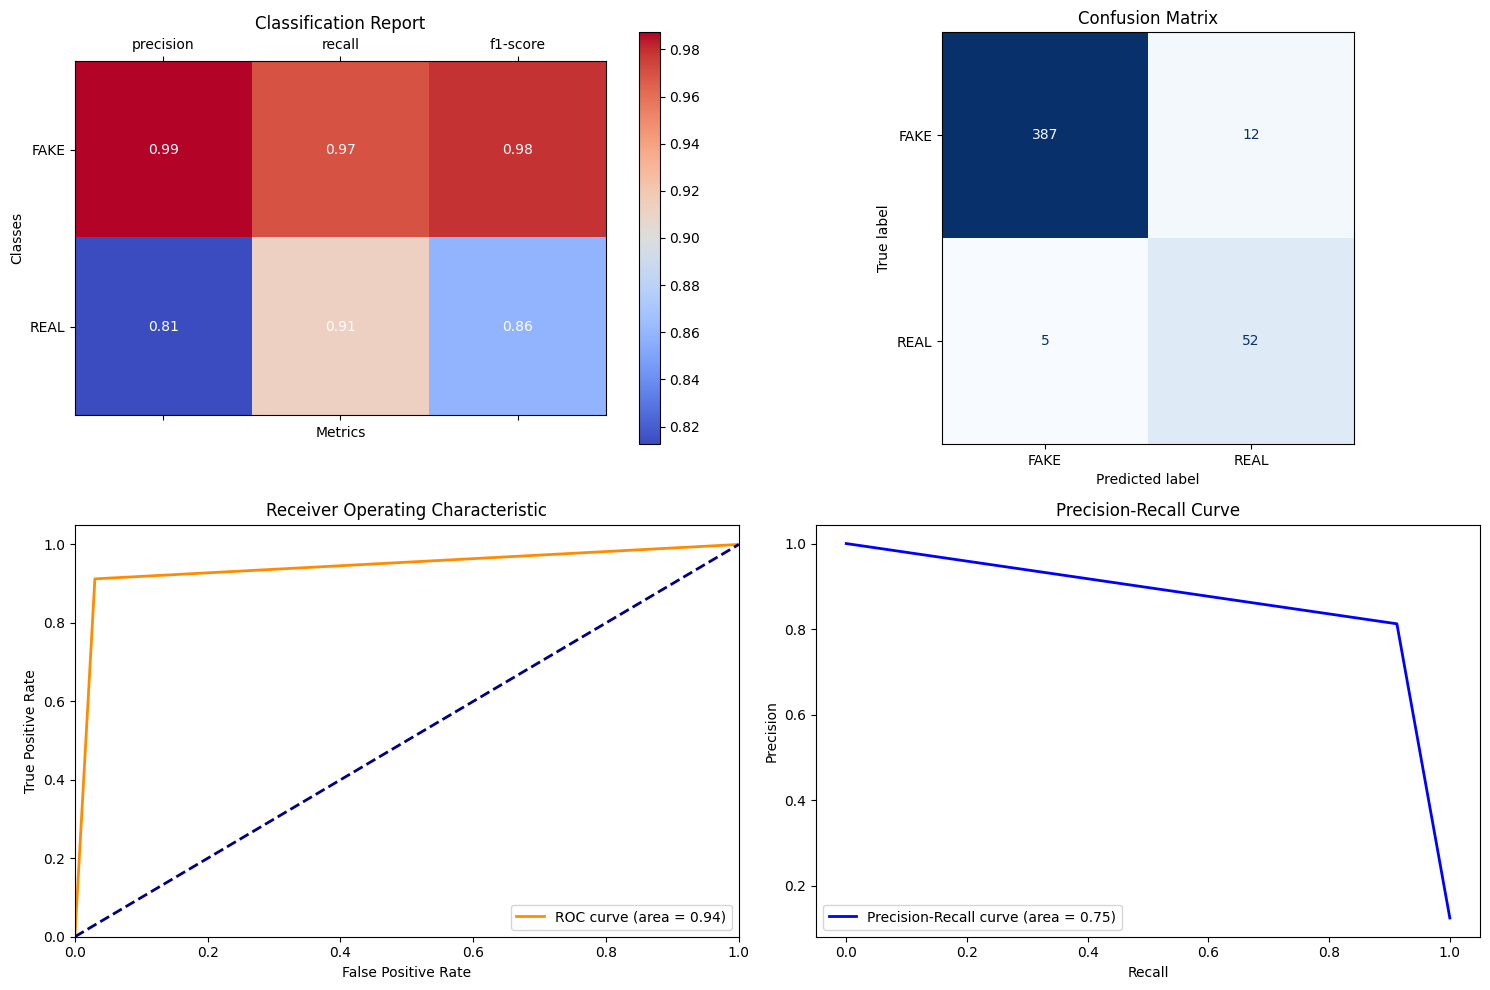 Classification Report
precision recall f1-score
FAKE 0.99 0.97 0.98
REAL 0.81 0.91 0.86
Classes
Metrics
0.98
0.96
0.94
0.92
0.90
0.88
0.86
0.84
0.82
Confusion Matrix
FAKE 387 12
REAL 5 52
True label
FAKE REAL
Predicted label
Receiver Operating Characteristic
1.0
0.8
0.6
0.4
0.2
0.0
True Positive Rate
ROC curve (area = 0.94)
0.0 0.2 0.4 0.6 0.8 1.0
False Positive Rate
Precision-Recall Curve
1.0
0.8
0.6
0.4
0.2
Precision
Precision-Recall curve (area = 0.75)
0.0 0.2 0.4 0.6 0.8 1.0
Recall